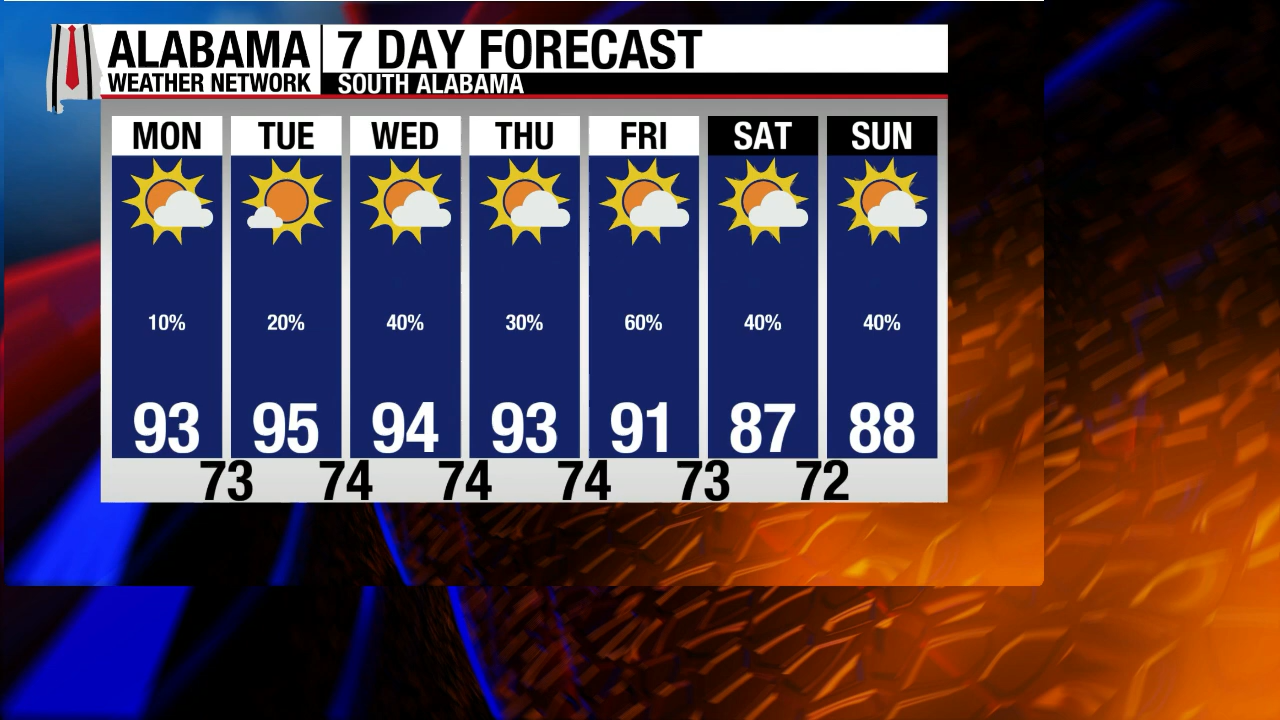 ALABAMA
WEATHER NETWORK
7 DAY FORECAST
SOUTH ALABAMA
MON TUE WED THU FRI SAT SUN
10% 20% 40% 30% 60% 40% 40%
93 95 94 93 91 87 88
73 74 74 74 73 72